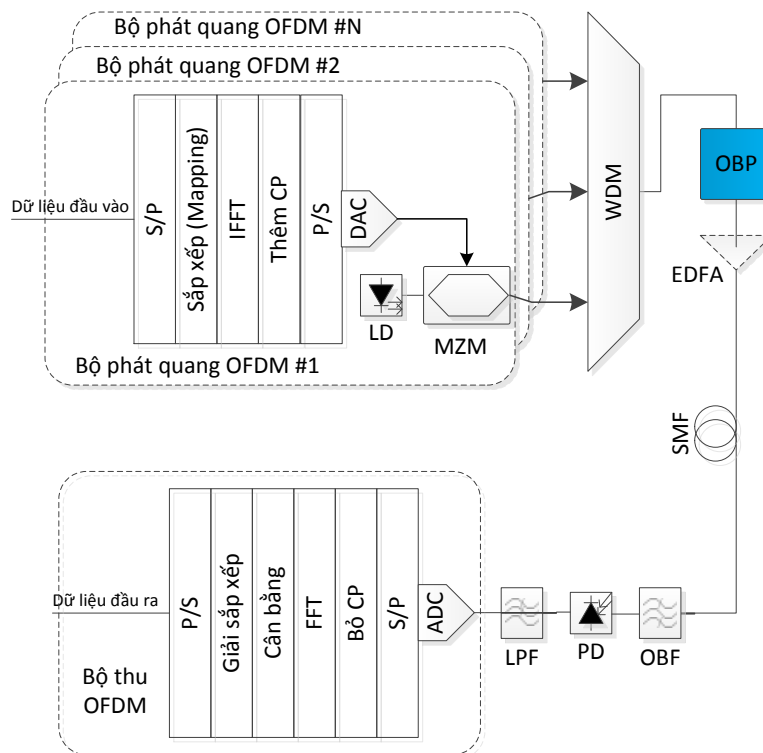 Bộ phát quang OFDM #N
Bộ phát quang OFDM #2
Bộ phát quang OFDM #1
Dữ liệu đầu vào
S/P
Sắp xếp (Mapping)
IFFT
Thêm CP
P/S
DAC
LD
MZM
WDM
OBP
EDFA
SMF
Dữ liệu đầu ra
P/S
Giải sắp xếp
Cân bằng
FFT
Bỏ CP
S/P
ADC
LPF
PD
OBF
Bộ thu
OFDM